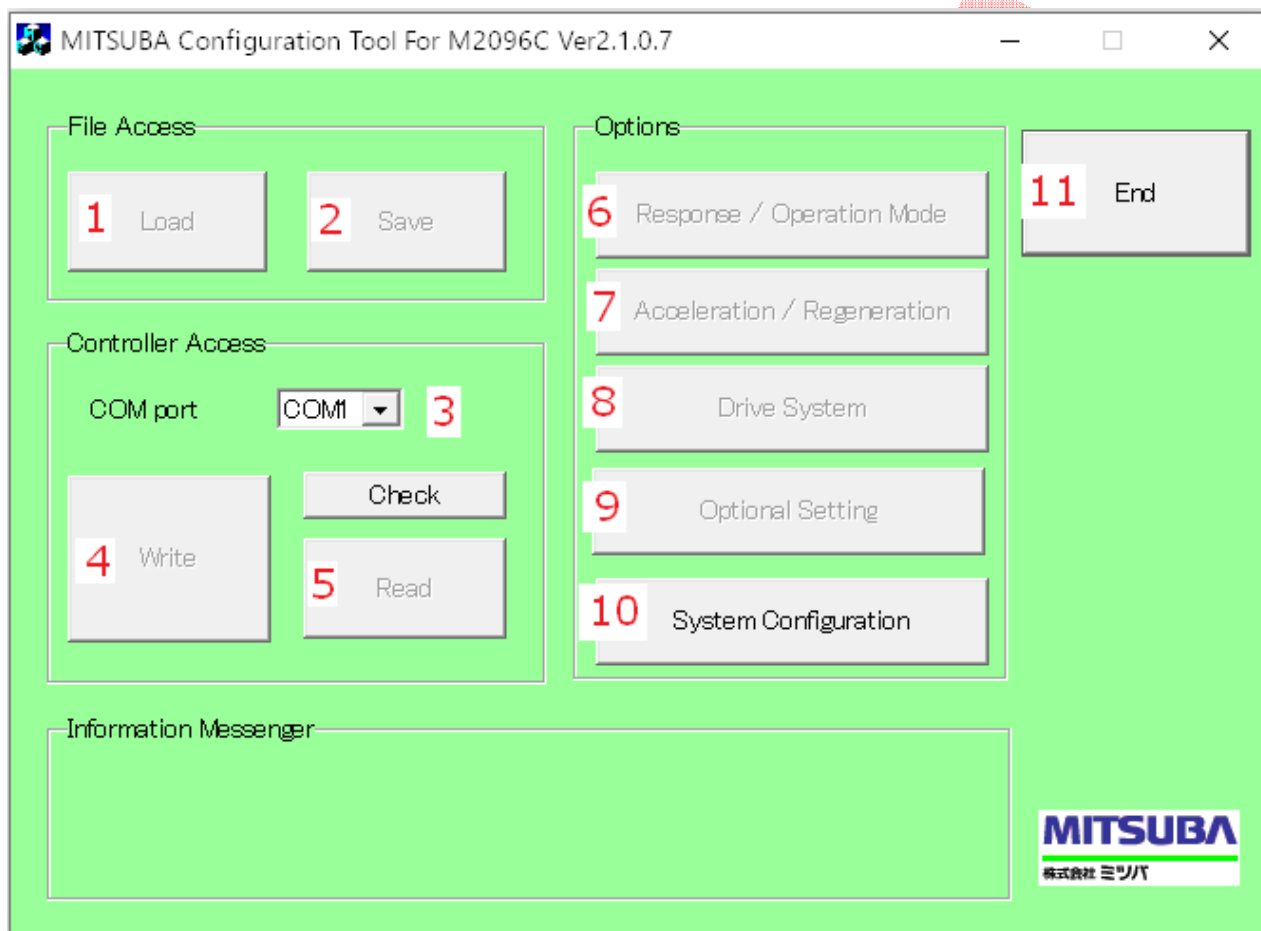 MITSUBA Configuration Tool For M2096C Ver2.1.0.7
File Access
1 Load
2 Save
Controller Access
COM port COM1 3
4 Write
Check
5 Read
Options
6 Response / Operation Mode
7 Acceleration / Regeneration
8 Drive System
9 Optional Setting
10 System Configuration
11 End
Information Messenger
MITSUBA
株式会社 ミツバ